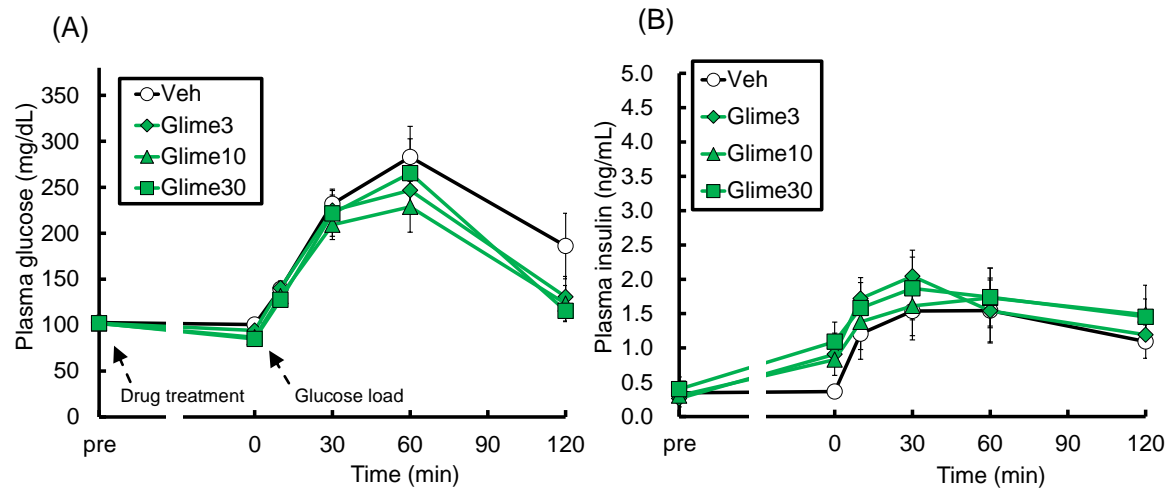 (A)
Plasma glucose (mg/dL)
350
300
250
200
150
100
50
0
Veh
Glime3
Glime10
Glime30
Drug treatment
Glucose load
pre
0
30
60
90
120
Time (min)
(B)
Plasma insulin (ng/mL)
5.0
4.5
4.0
3.5
3.0
2.5
2.0
1.5
1.0
0.5
0.0
Veh
Glime3
Glime10
Glime30
pre
0
30
60
90
120
Time (min)